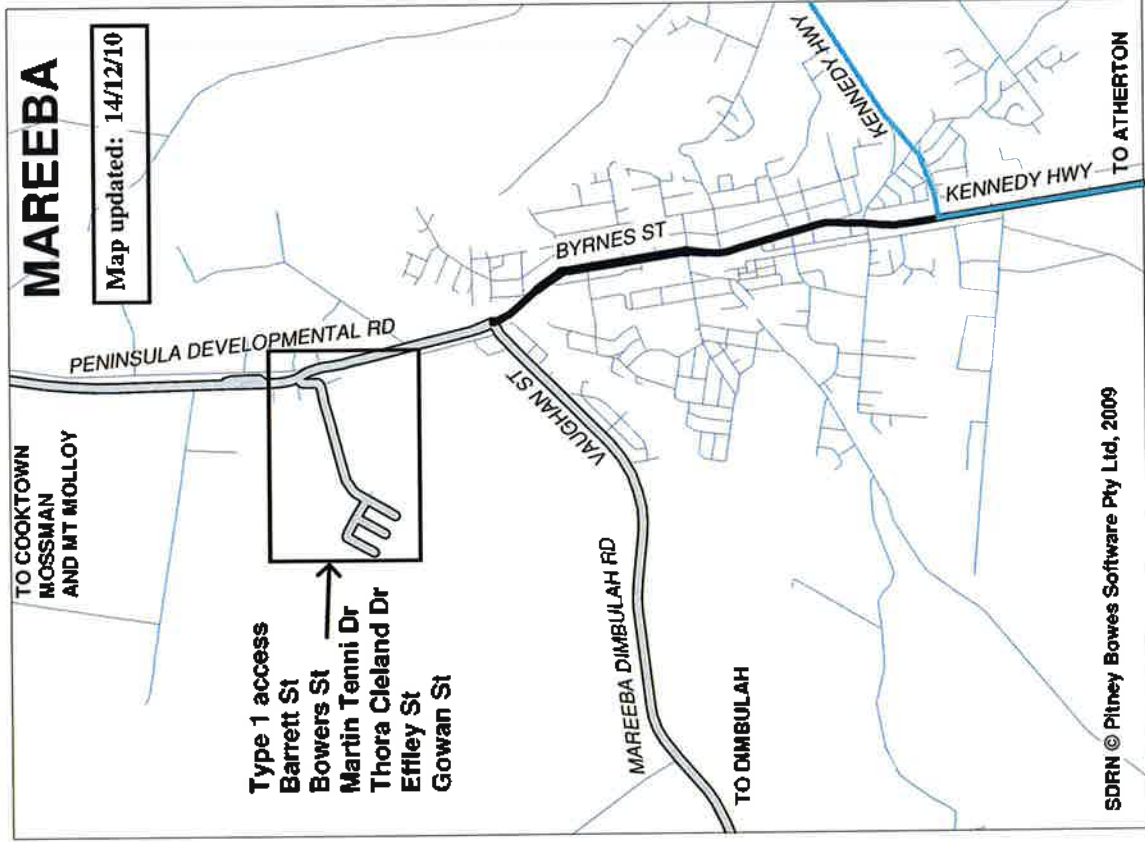 MAREEBA
Map updated: 14/12/10
TO COOKTOWN
MOSSMAN
AND MT MOLLOY
PENINSULA DEVELOPMENTAL RD
Type 1 access
Barrett St
Bowers St
Martin Tenni Dr
Thora Cleland Dr
Effley St
Gowan St
VAUGHAN ST
BYRNES ST
KENNEDY HWY
KENNEDY HWY
MAREEBA DIMBULAH RD
TO DIMBULAH
TO ATHERTON
SDRN © Pitney Bowes Software Pty Ltd, 2009